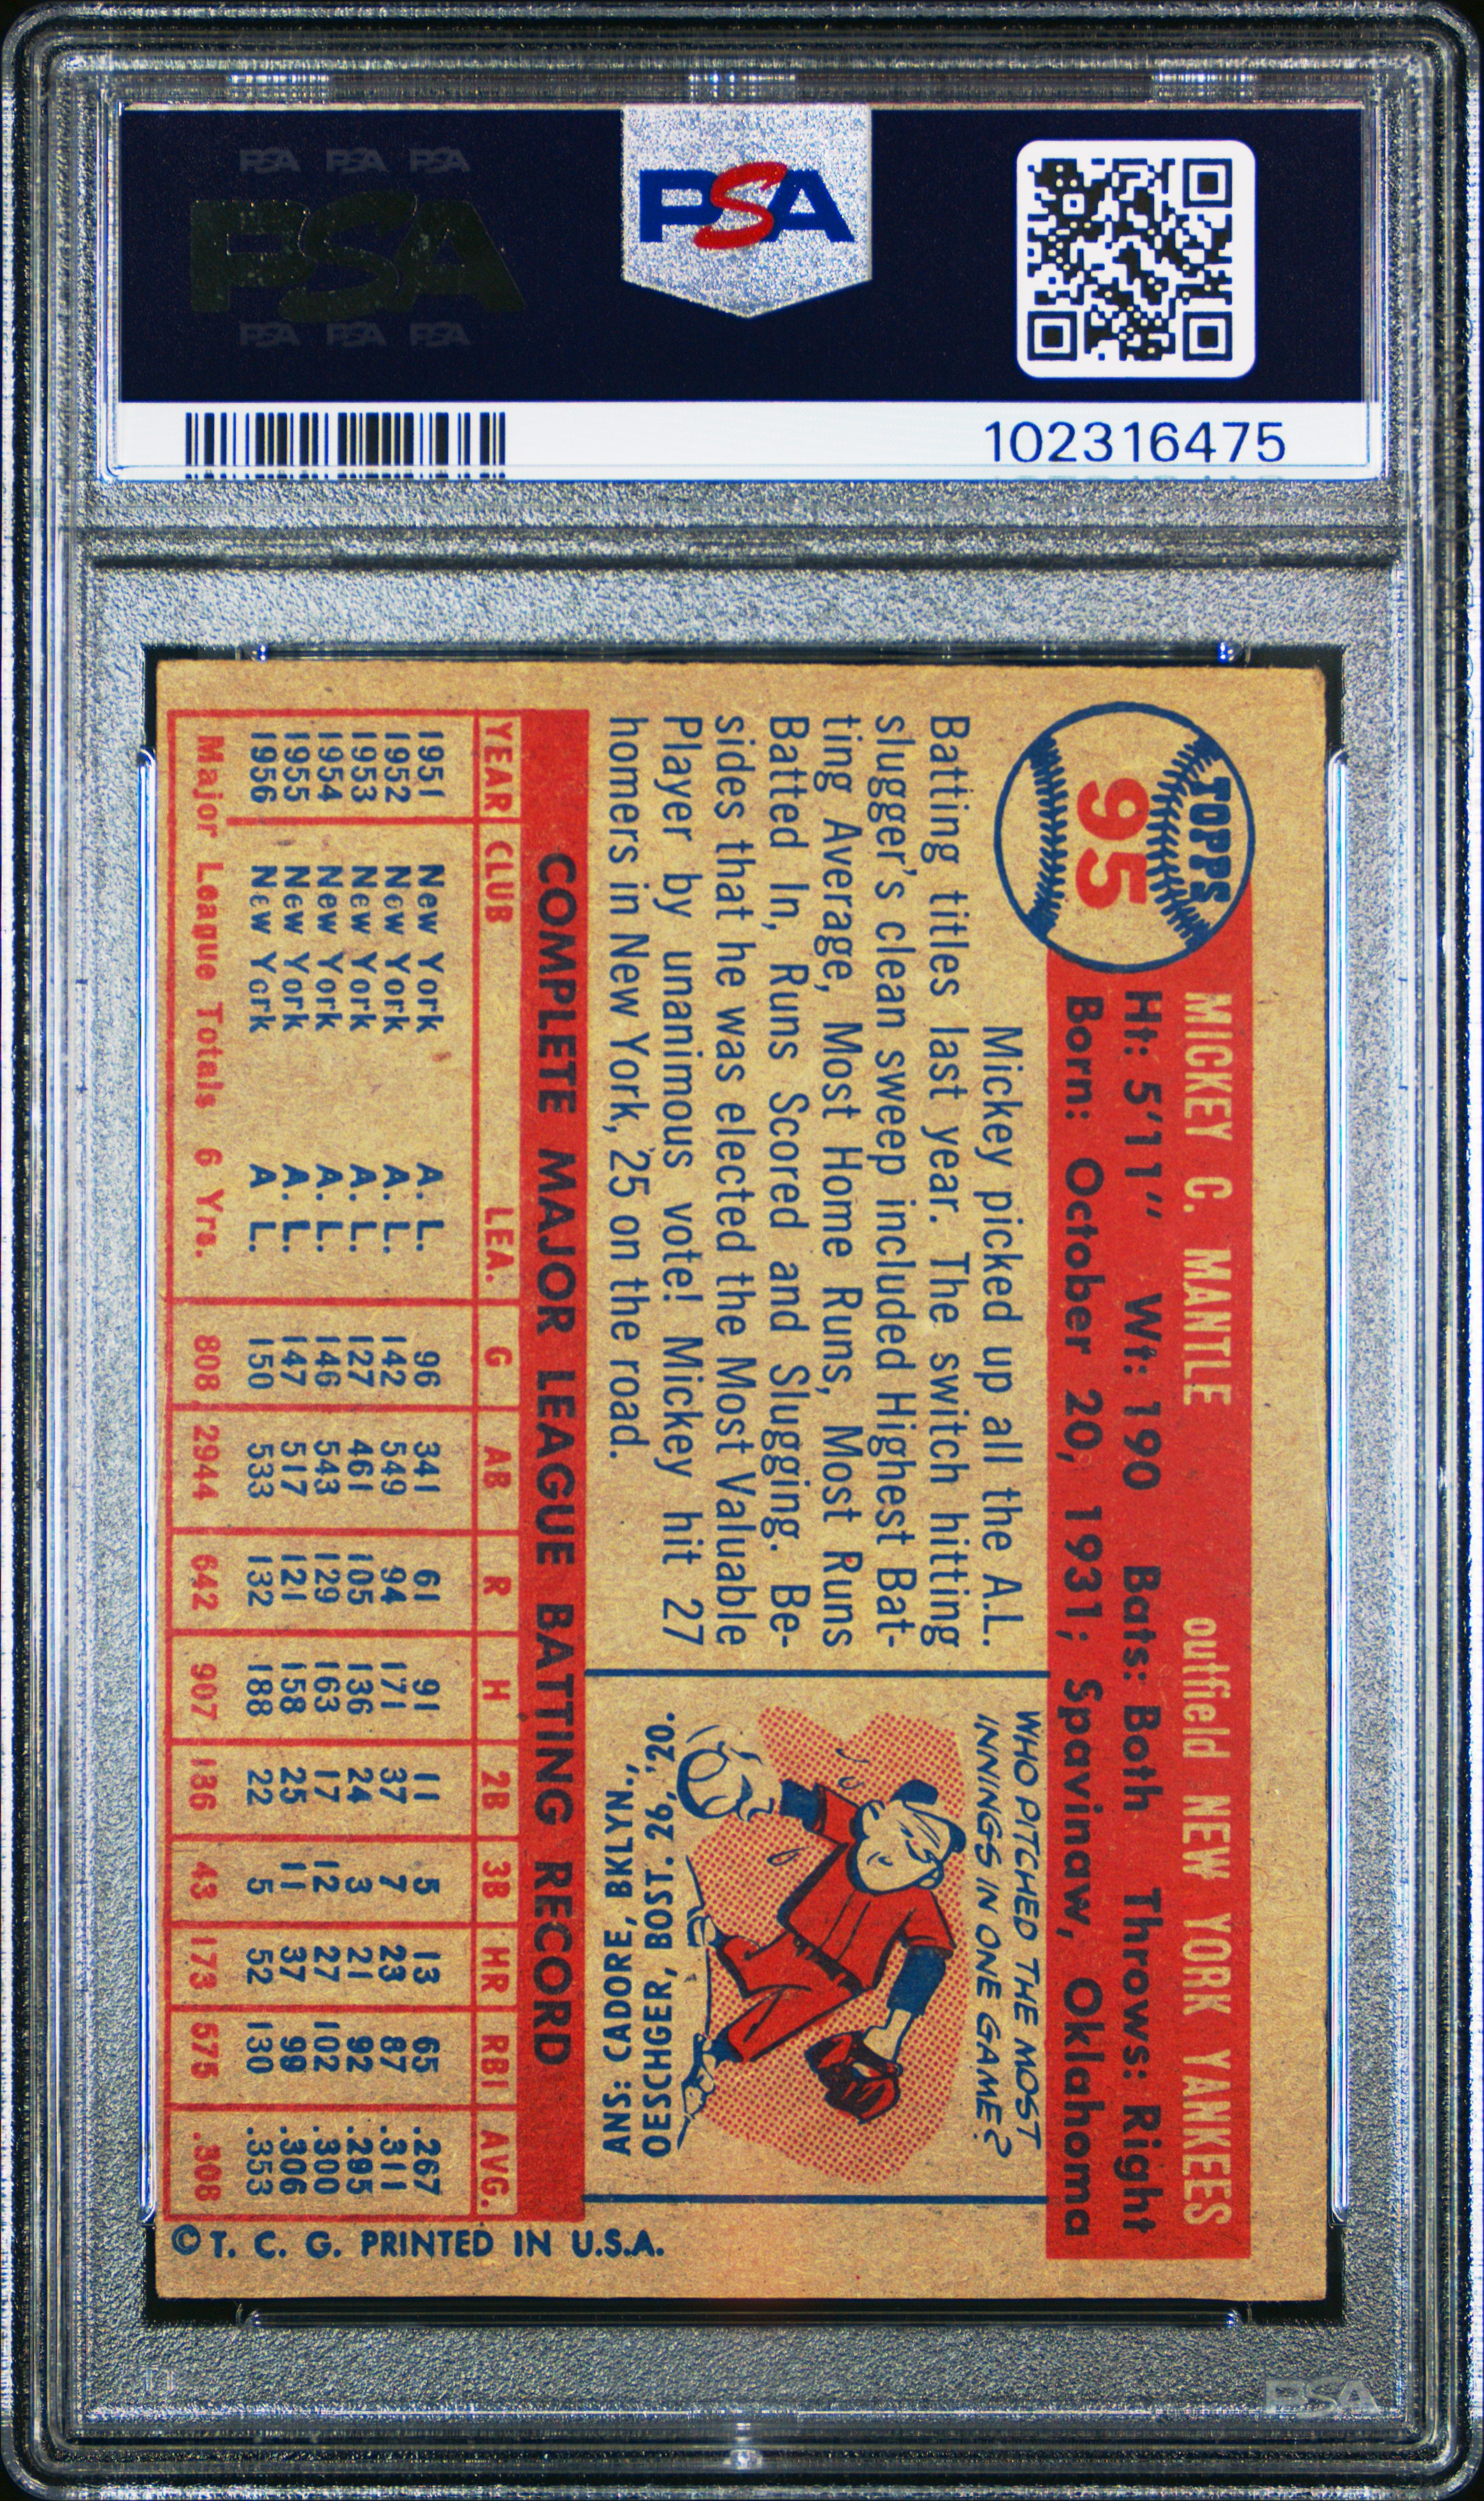 PSA PSA PSA
PSA
PSA PSA PSA
PSA
102316475
TOPPS
95
MICKEY C. MANTLE outfield NEW YORK YANKEES
Ht: 5'11" Wt: 190 Bats: Both Throws: Right
Born: October 20, 1931; Spavinaw, Oklahoma
Mickey picked up all the A.L.
Batting titles last year. The switch hitting
slugger's clean sweep included Highest Bat-
ting Average, Most Home Runs, Most Runs
Batted In, Runs Scored and Slugging. Be-
sides that he was elected the Most Valuable
Player by unanimous vote! Mickey hit 27
homers in New York, 25 on the road.
WHO PITCHED THE MOST
INNINGS IN ONE GAME?
ANS: CADORE, BKLYN.,
OESCHGER, BOST. 26, '20.
COMPLETE MAJOR LEAGUE BATTING RECORD
YEAR CLUB LEA. G AB R H 2B 3B HR RBI AVG.
1951 New York A. L. 96 341 61 91 11 5 13 65 .267
1952 New York A. L. 142 549 94 171 37 7 23 87 .311
1953 New York A. L. 127 461 105 136 24 3 21 92 .295
1954 New York A. L. 146 543 129 163 17 12 27 102 .300
1955 New York A. L. 147 517 121 158 25 11 37 99 .306
1956 New York A L. 150 533 132 188 22 5 52 130 .353
Major League Totals 6 Yrs. 808 2944 642 907 136 43 173 575 .308
© T. C. G. PRINTED IN U.S.A.
PSA